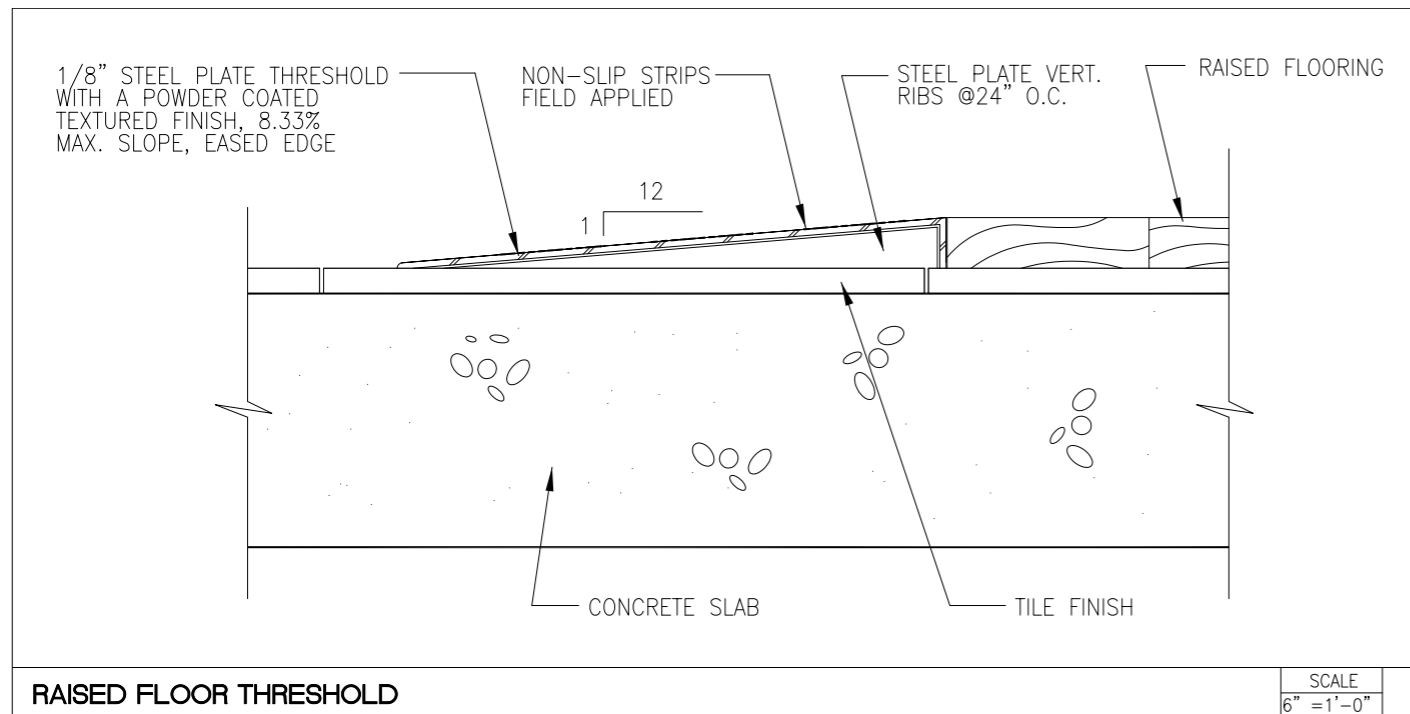 1/8” STEEL PLATE THRESHOLD
WITH A POWDER COATED
TEXTURED FINISH, 8.33%
MAX. SLOPE, EASED EDGE
NON-SLIP STRIPS
FIELD APPLIED
STEEL PLATE VERT.
RIBS @24” O.C.
RAISED FLOORING
12
1
CONCRETE SLAB
TILE FINISH
RAISED FLOOR THRESHOLD
SCALE
6” =1’-0”